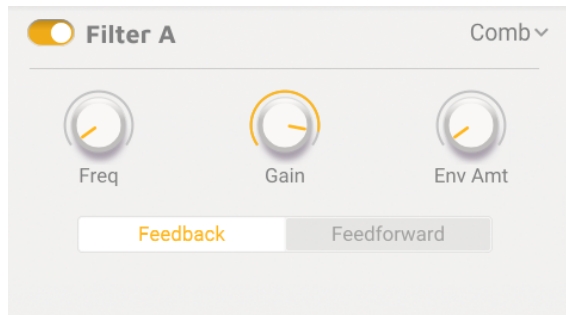 Filter A
Comb
Freq
Gain
Env Amt
Feedback
Feedforward